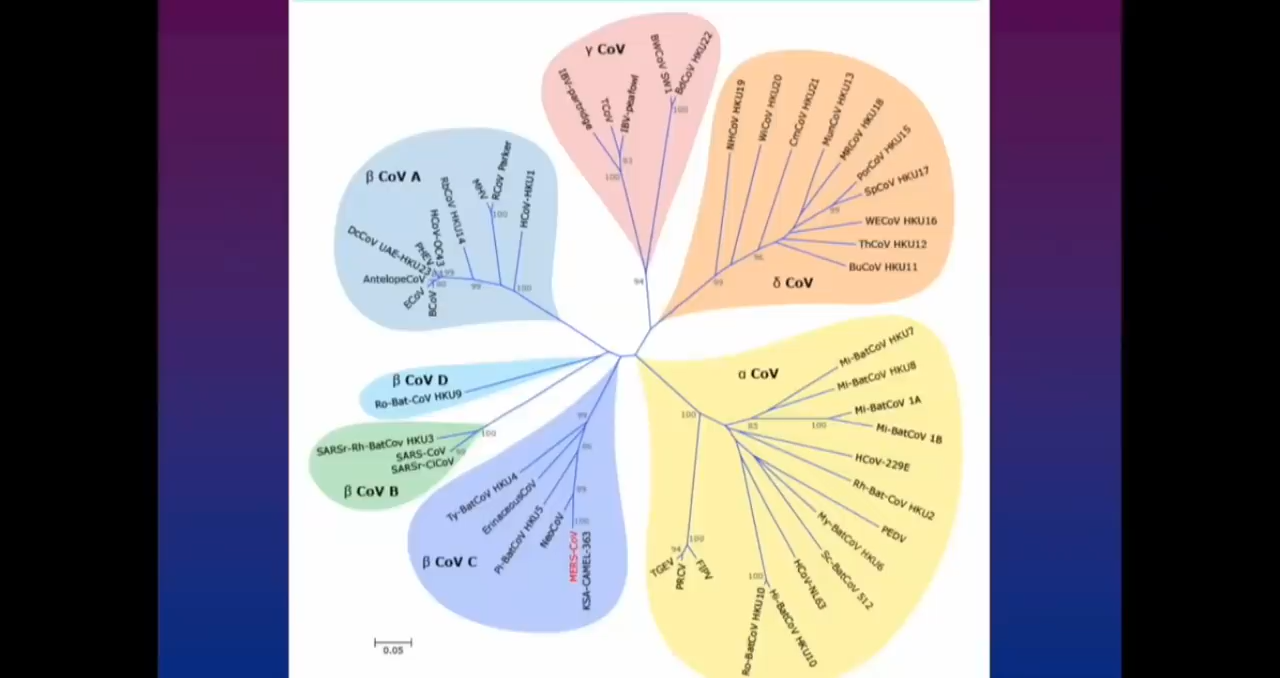 γ CoV
IBV-partridge
TCoV
IBV-peafowl
BWCoV SW1
BdCoV HKU22
100
93
100
94
NHCoV HKU19
WiCoV HKU20
CmCoV HKU21
MunCoV HKU13
MRCoV HKU18
PorCoV HKU15
SpCoV HKU17
WECoV HKU16
ThCoV HKU12
BuCoV HKU11
99
96
99
δ CoV
β CoV A
DcCoV UAE-HKU23
PHEV
HCoV-OC43
RbCoV HKU14
MHV
RCoV Parker
HCoV-HKU1
AntelopeCoV
ECoV
BCoV
100
99
99
100
β CoV D
Ro-Bat-CoV HKU9
SARSr-Rh-BatCov HKU3
SARS-CoV
SARSr-CiCoV
100
99
β CoV B
99
99
100
Ty-BatCoV HKU4
ErinaceousCoV
Pi-BatCoV HKU5
NeoCoV
MERS-CoV
KSA-CAMEL-363
β CoV C
α CoV
Mi-BatCoV HKU7
Mi-BatCoV HKU8
Mi-BatCoV 1A
Mi-BatCoV 1B
HCoV-229E
Rh-Bat-CoV HKU2
PEDV
My-BatCoV HKU6
Sc-BatCoV 512
HCoV-NL63
Hi-BatCoV HKU10
Ro-BatCoV HKU10
100
83
100
100
94
100
TGEV
PRCV
FIPV
0.05